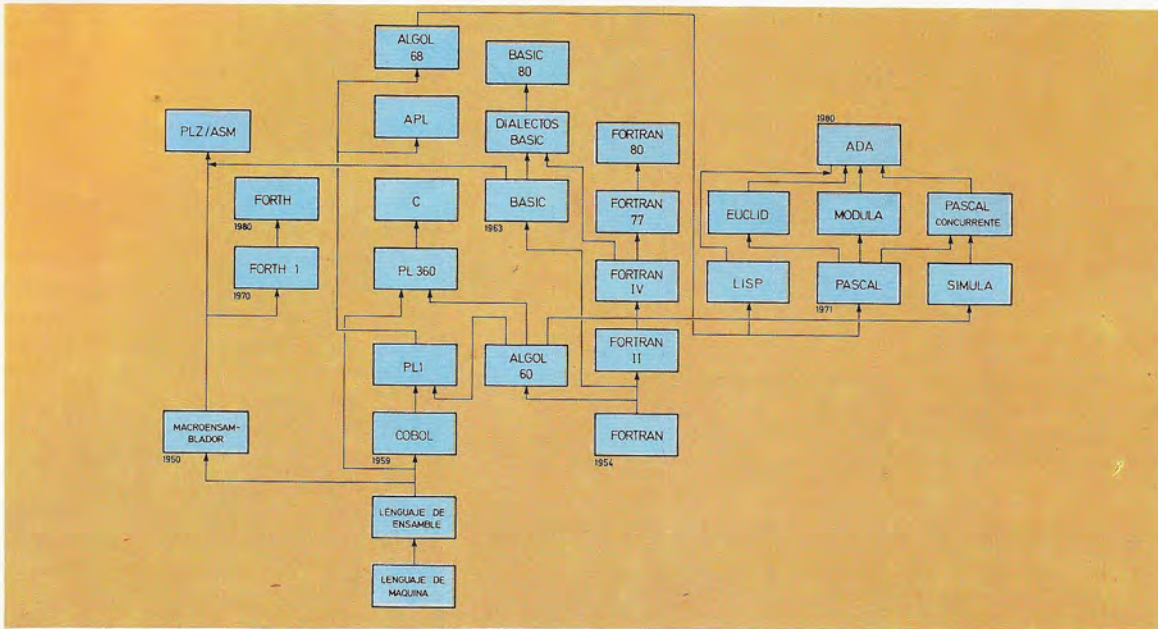 ALGOL
68
BASIC
80
PLZ/ASM
APL
DIALECTOS
BASIC
FORTRAN
80
1980
ADA
FORTH
1980
C
BASIC
1963
FORTRAN
77
EUCLID
MODULA
PASCAL
CONCURRENTE
FORTH 1
1970
PL 360
FORTRAN
IV
LISP
PASCAL
1971
SIMULA
PL1
ALGOL
60
FORTRAN
II
MACROENSAM-
BLADOR
1950
COBOL
1959
FORTRAN
1954
LENGUAJE DE
ENSAMBLE
LENGUAJE DE
MAQUINA